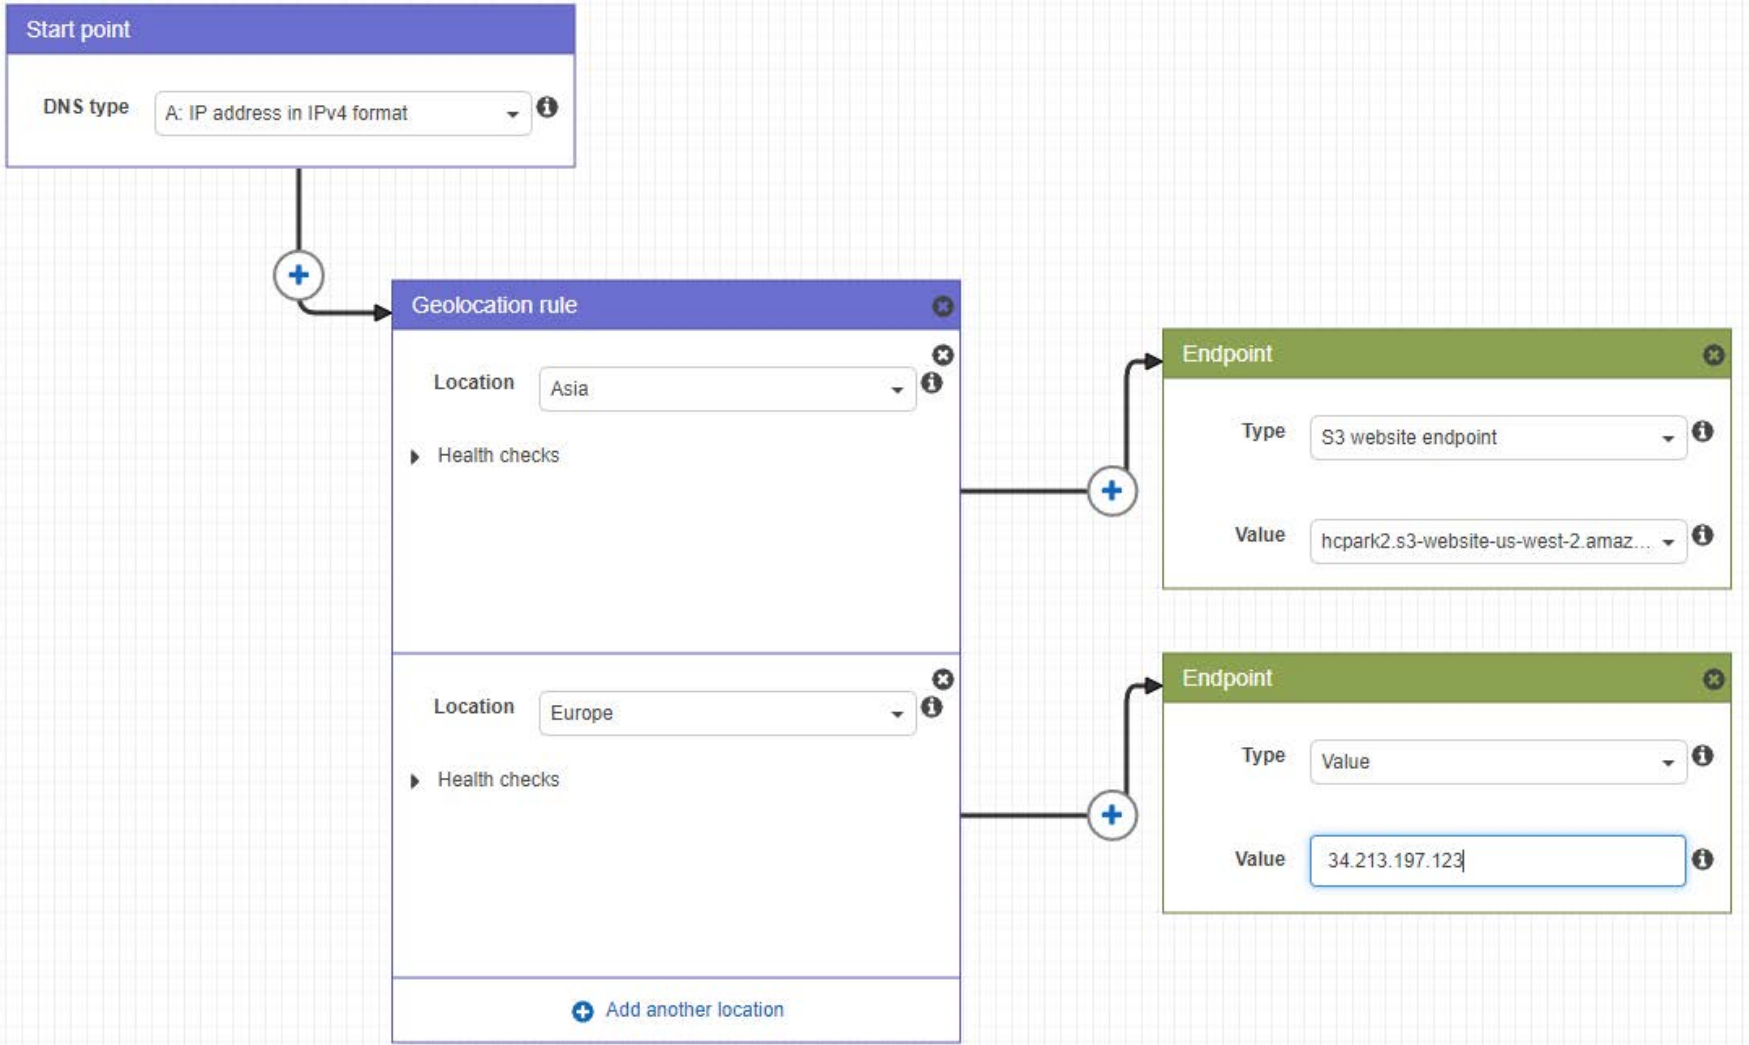 Start point
DNS type
A: IP address in IPv4 format
Geolocation rule
Location
Asia
Health checks
Endpoint
Type
S3 website endpoint
Value
hcpark2.s3-website-us-west-2.amaz...
Location
Europe
Health checks
Endpoint
Type
Value
Value
34.213.197.123
Add another location